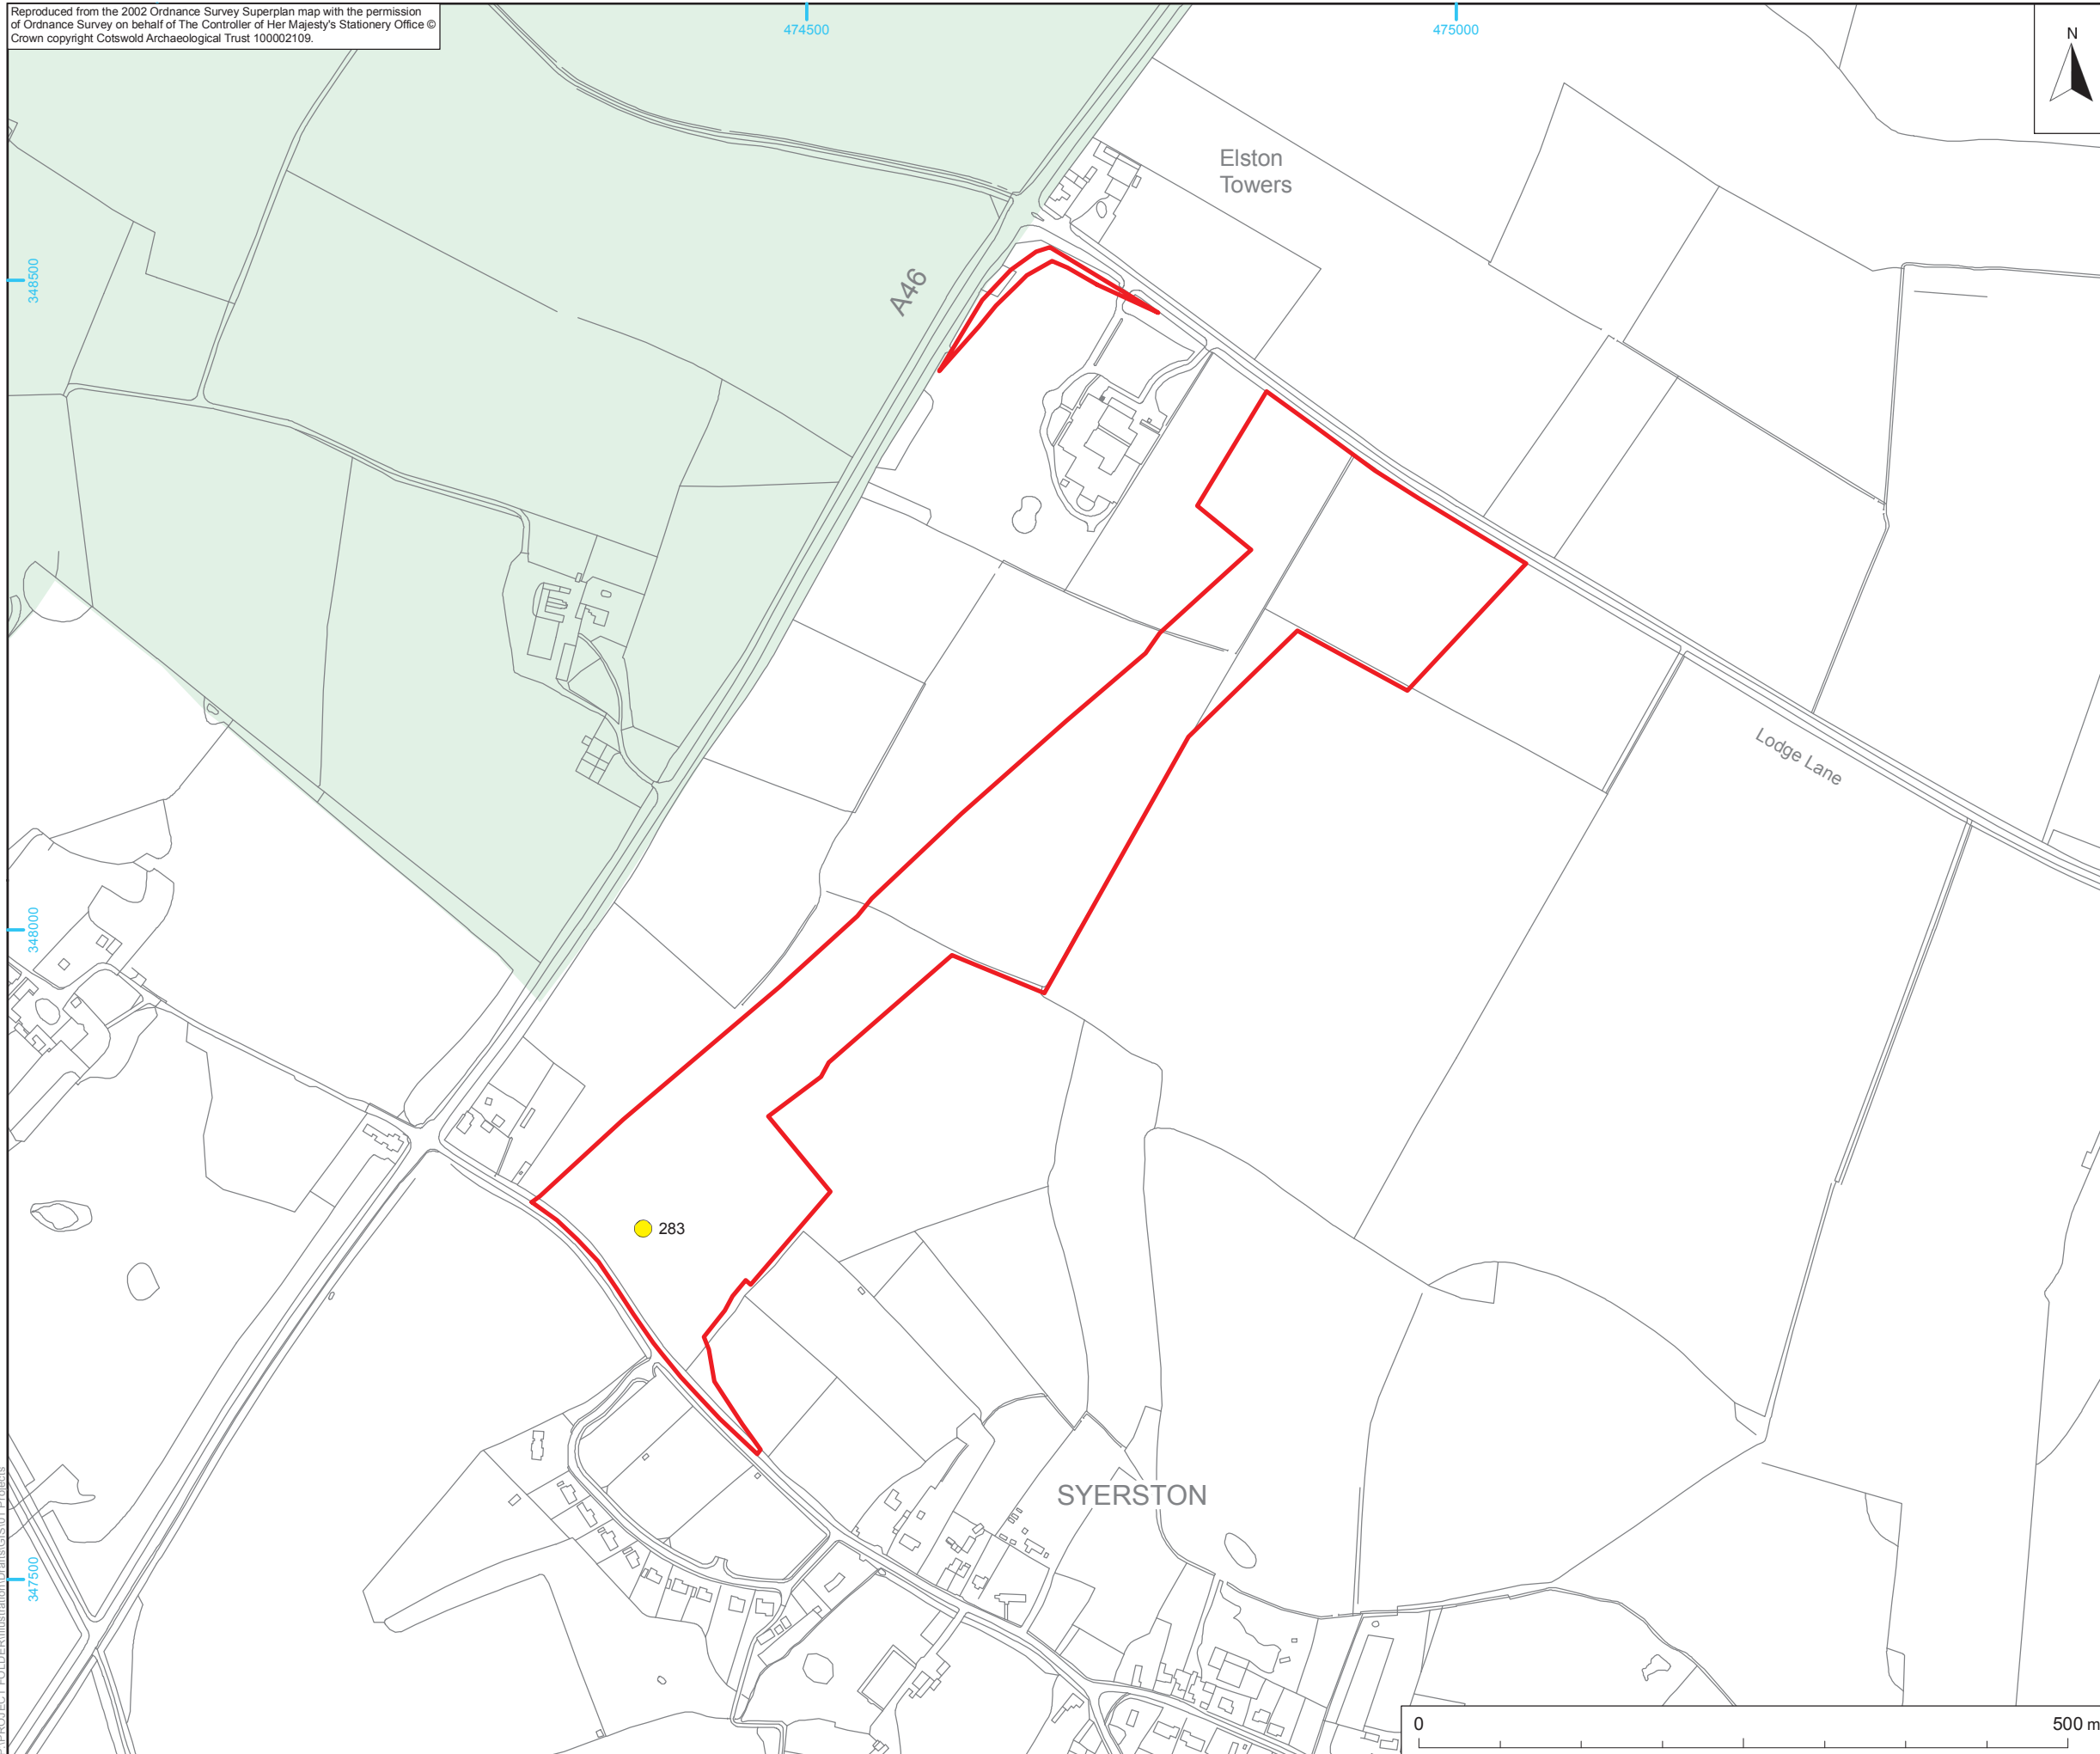 Reproduced from the 2002 Ordnance Survey Superplan map with the permission
of Ordnance Survey on behalf of The Controller of Her Majesty's Stationery Office ©
Crown copyright Cotswold Archaeological Trust 100002109.
474500
475000
N
Elston
Towers
348500
A46
Lodge Lane
348000
283
SYERSTON
347500
0
500 m